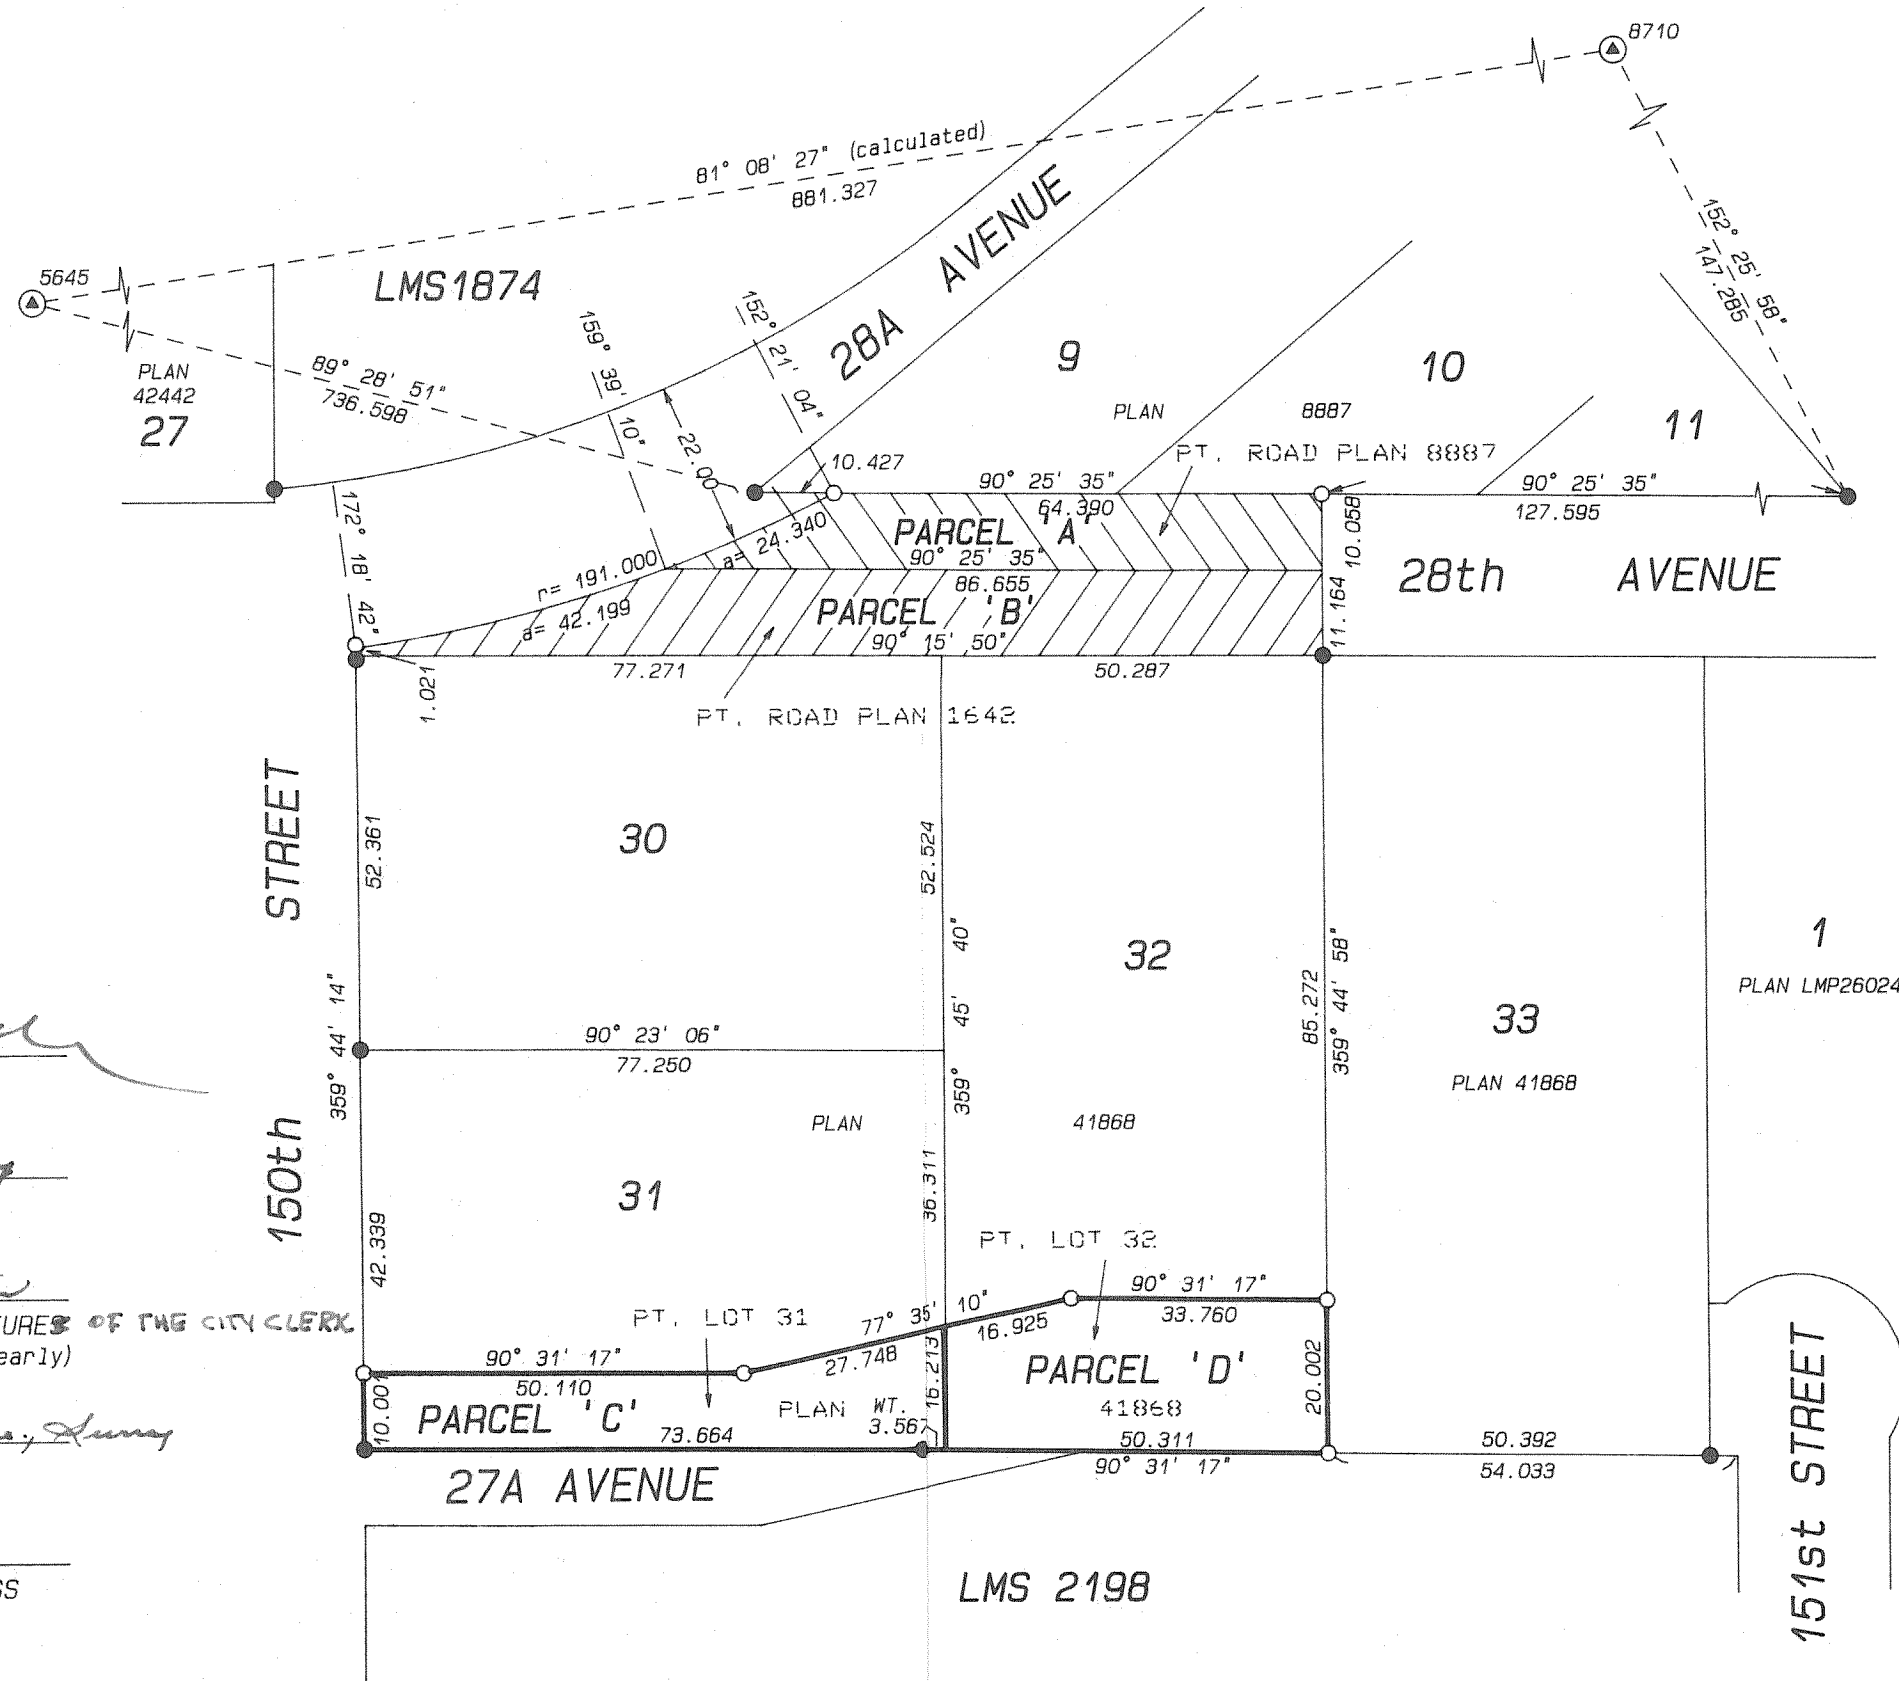 8710
81° 08' 27" (calculated)
881.327
152° 25' 58"
147.285
5645
LMS1874
28A AVENUE
PLAN
42442
27
89° 28' 51"
736.598
159° 39' 10"
152° 21' 04"
22.00
9
10
11
PLAN 8887
PT. ROAD PLAN 8887
10.427
90° 25' 35"
64.390
90° 25' 35"
127.595
172° 18' 42"
r= 191.000
a= 24.340
a= 42.199
PARCEL 'A'
90° 25' 35"
86.655
10.058
11.164
28th AVENUE
PARCEL 'B'
90° 15' 50"
1.021
77.271
50.287
PT. ROAD PLAN 1642
150th STREET
52.361
30
52.524
32
359° 44' 14"
359° 45' 40"
85.272
359° 44' 58"
33
PLAN 41868
1
PLAN LMP26024
90° 23' 06"
77.250
PLAN 41868
31
42.339
36.311
PT. LOT 32
90° 31' 17"
33.760
PT. LOT 31
77° 35' 10"
16.925
27.748
URES OF THE CITY CLERK
early)
90° 31' 17"
50.110
10.001
PARCEL 'C'
PLAN 41868
WT.
3.567
16.213
PARCEL 'D'
20.002
73.664
50.311
90° 31' 17"
50.392
54.033
27A AVENUE
LMS 2198
151st STREET